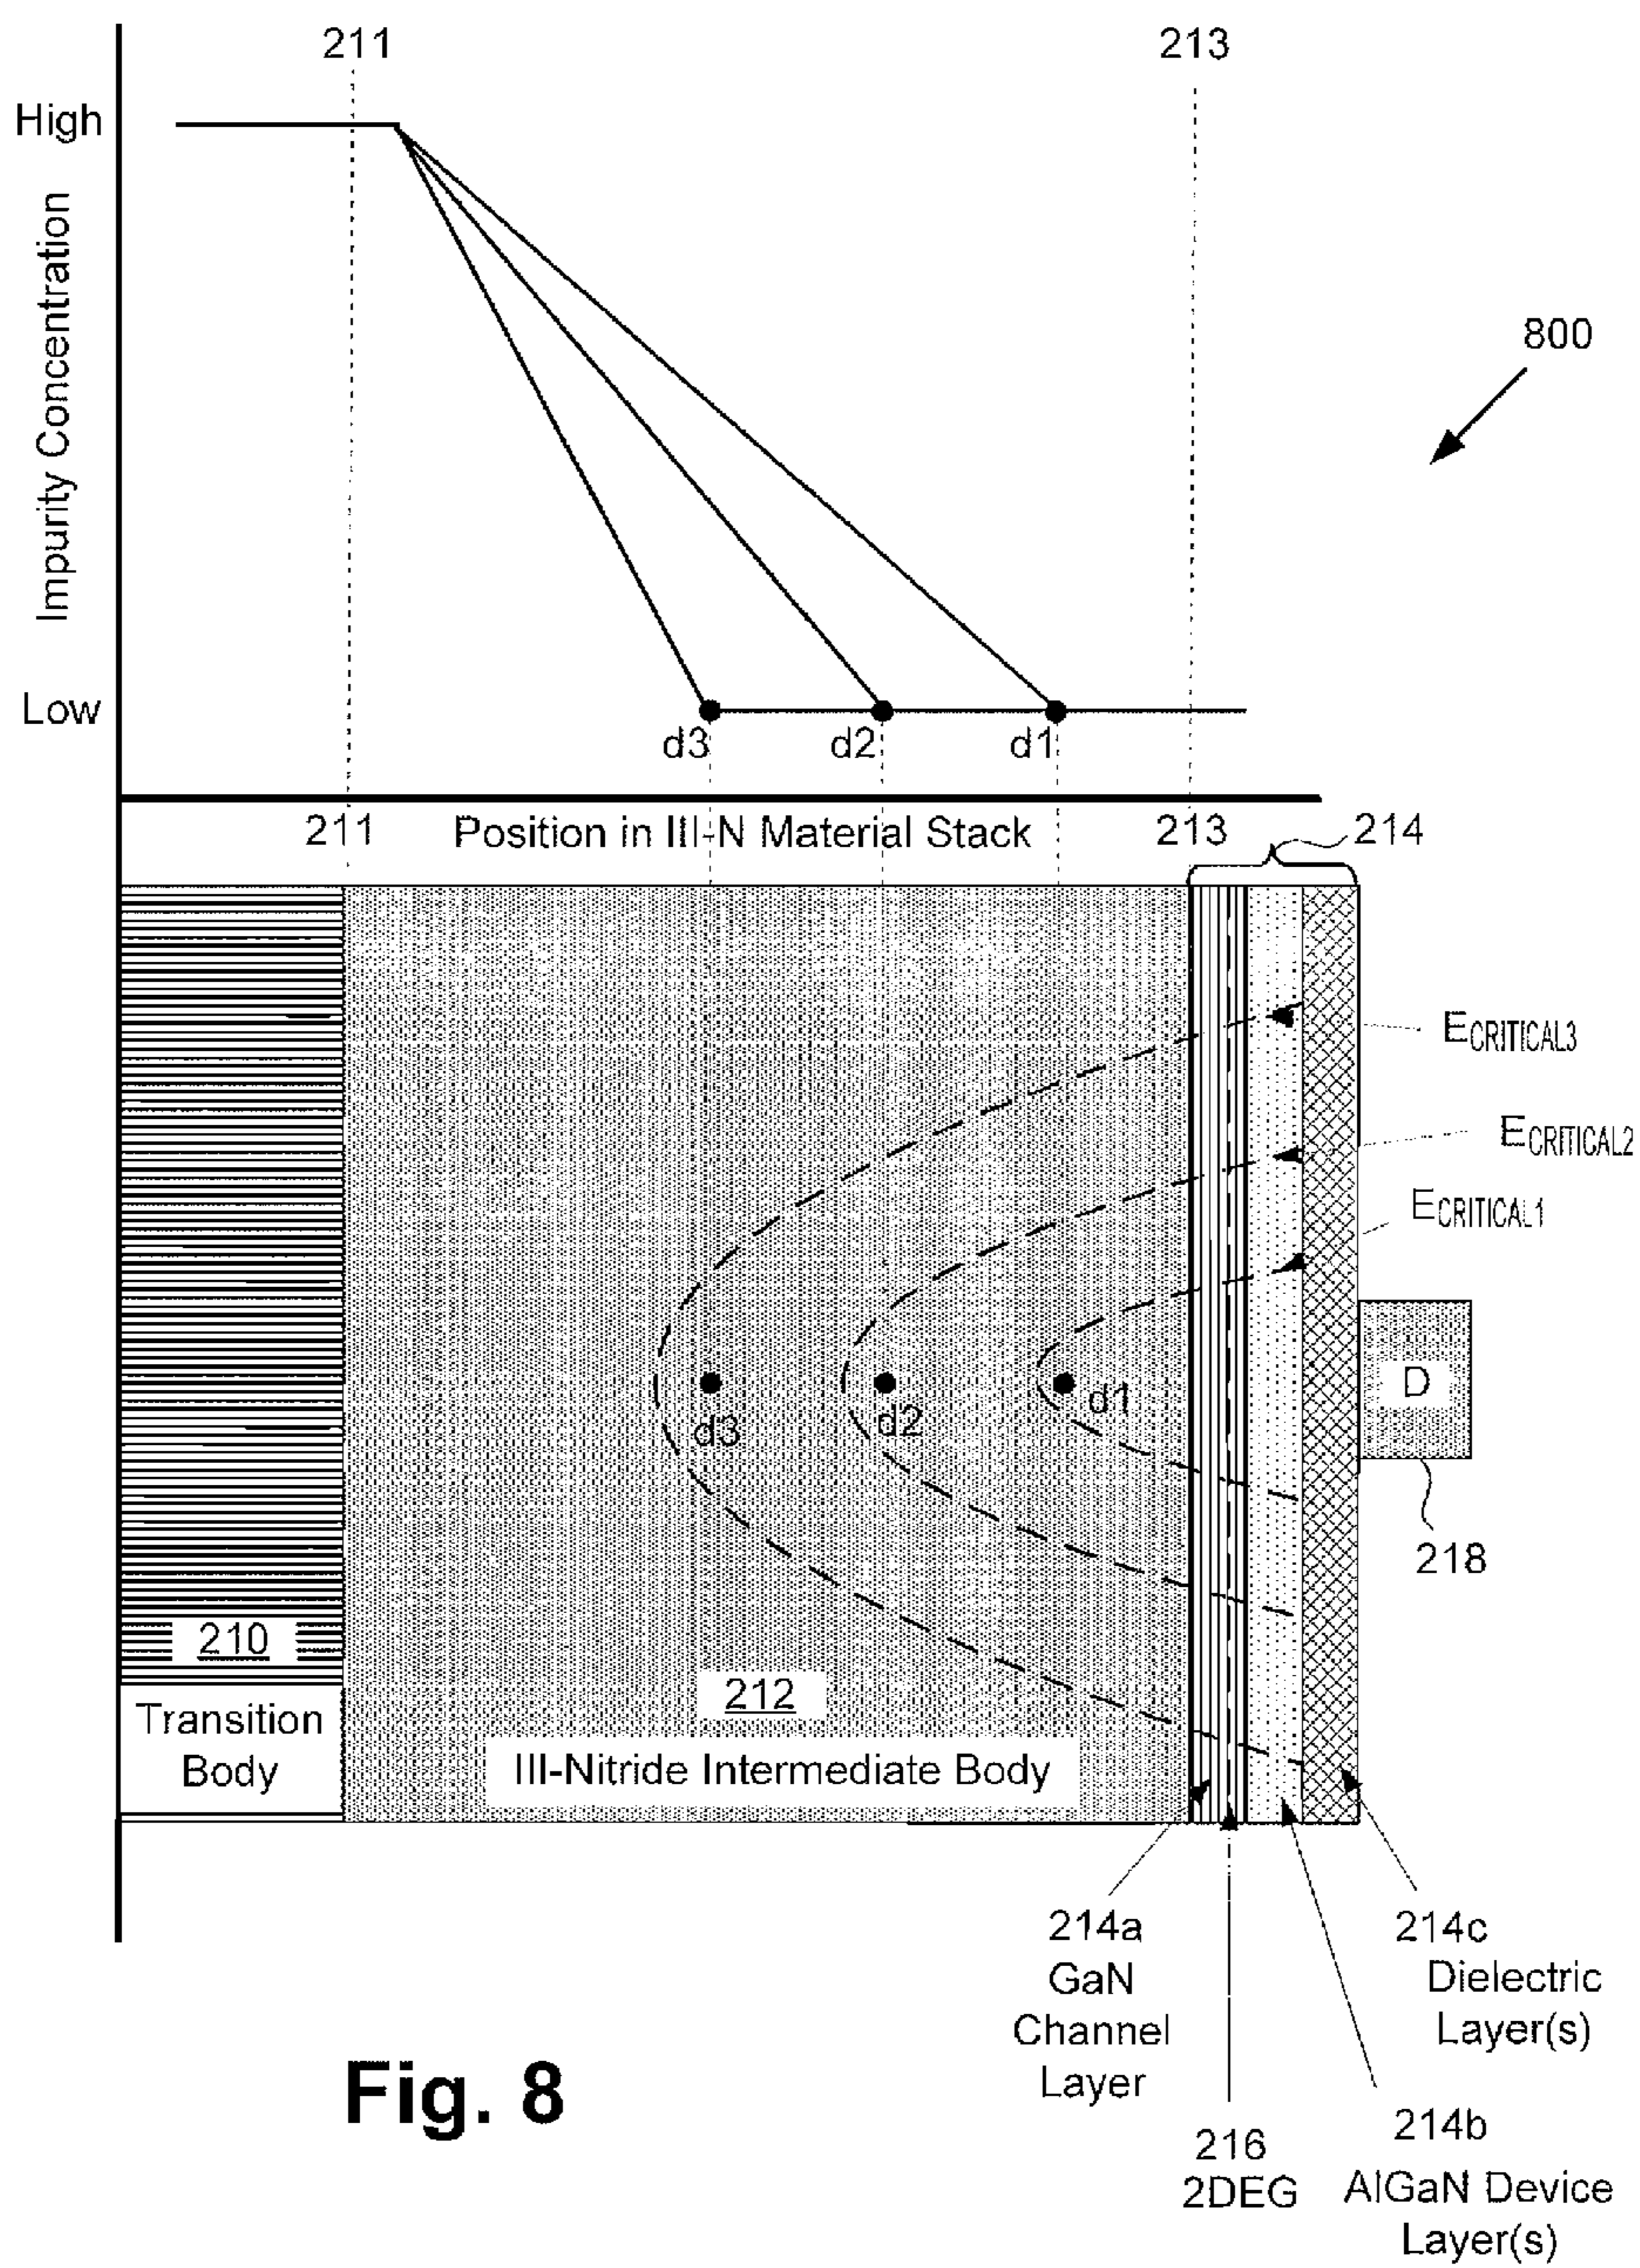 211
213
High
Impurity Concentration
800
Low
d3
d2
d1
211
Position in III-N Material Stack
213
214
ECRITICAL3
ECRITICAL2
ECRITICAL1
D
d1
d2
d3
218
210
212
Transition
Body
III-Nitride Intermediate Body
214a
GaN
Channel
Layer
214c
Dielectric
Layer(s)
216
2DEG
214b
AlGaN Device
Layer(s)
Fig. 8